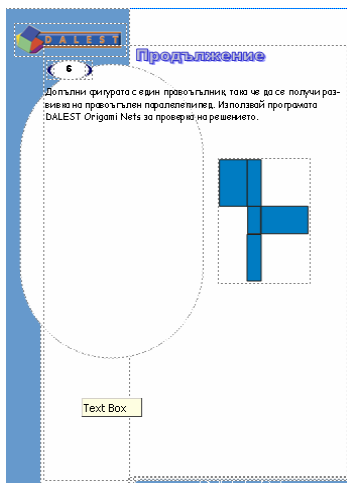 DALEST
Продължение
6
Допълни фигурата с един правоъгълник, така че да се получи раз-
вивка на правоъгълен паралелепипед. Използвай програмата
DALEST Origami Nets за проверка на решението.
Text Box